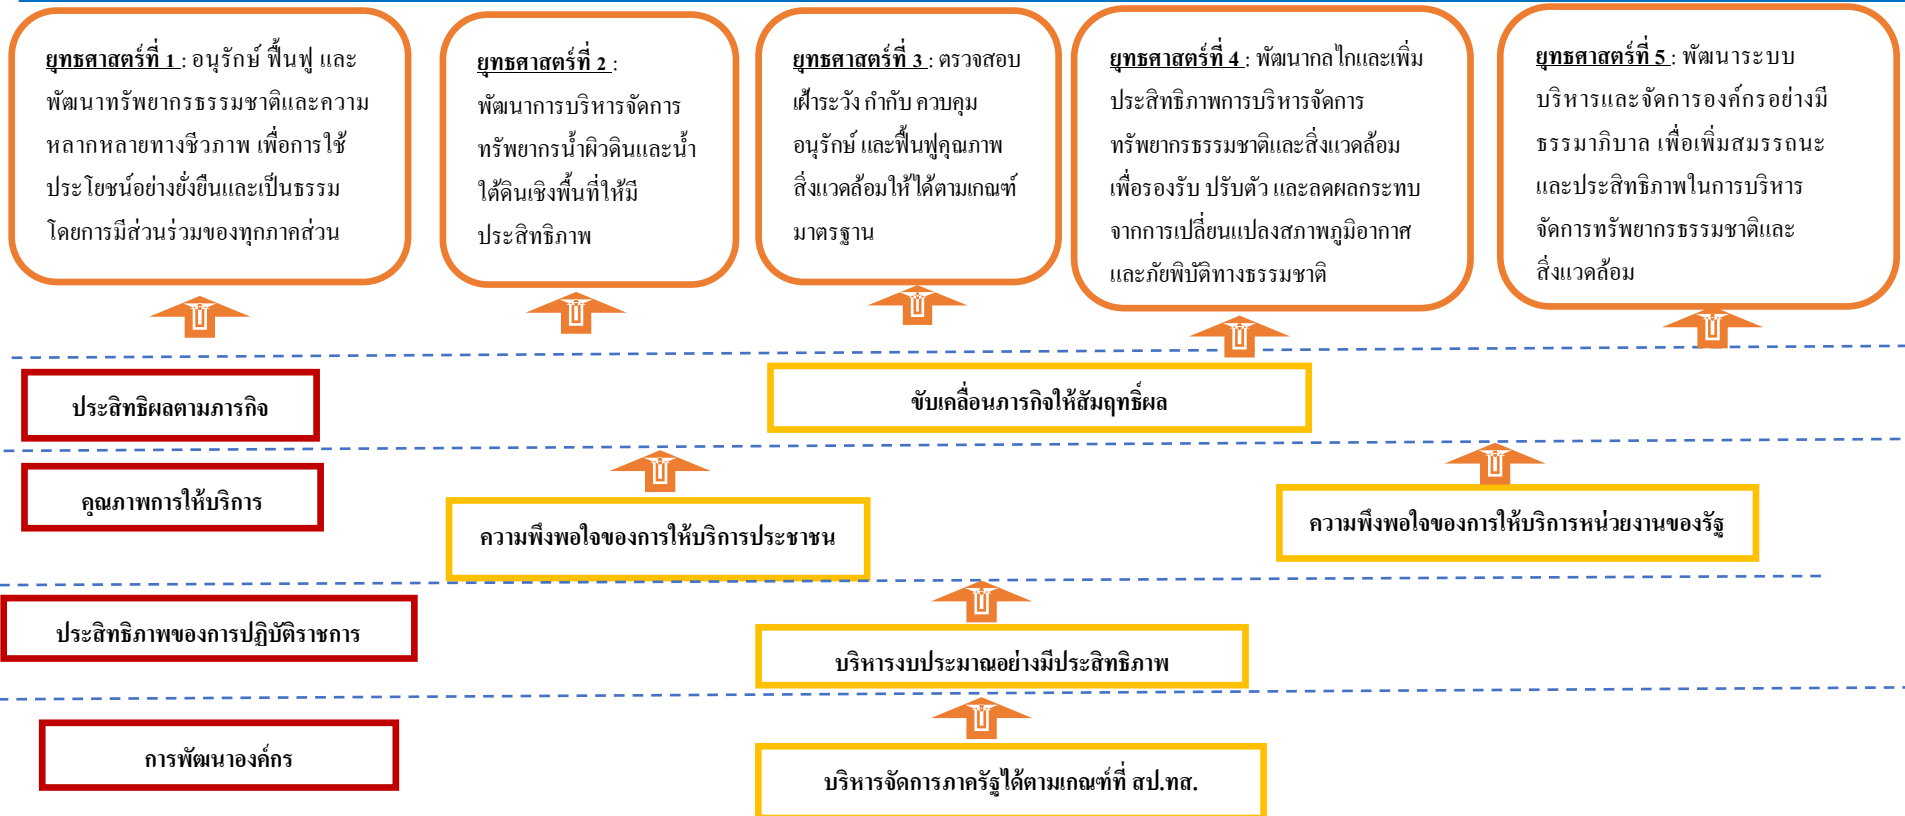 ยุทธศาสตร์ที่ 1 : อนุรักษ์ ฟื้นฟู และ
พัฒนาทรัพยากรธรรมชาติและความ
หลากหลายทางชีวภาพ เพื่อการใช้
ประโยชน์อย่างยั่งยืนและเป็นธรรม
โดยการมีส่วนร่วมของทุกภาคส่วน
ยุทธศาสตร์ที่ 2 :
พัฒนาการบริหารจัดการ
ทรัพยากรน้ำผิวดินและน้ำ
ใต้ดินเชิงพื้นที่ให้มี
ประสิทธิภาพ
ยุทธศาสตร์ที่ 3 : ตรวจสอบ
เฝ้าระวัง กำกับ ควบคุม
อนุรักษ์ และฟื้นฟูคุณภาพ
สิ่งแวดล้อมให้ได้ตามเกณฑ์
มาตรฐาน
ยุทธศาสตร์ที่ 4 : พัฒนากลไกและเพิ่ม
ประสิทธิภาพการบริหารจัดการ
ทรัพยากรธรรมชาติและสิ่งแวดล้อม
เพื่อรองรับ ปรับตัว และลดผลกระทบ
จากการเปลี่ยนแปลงสภาพภูมิอากาศ
และภัยพิบัติทางธรรมชาติ
ยุทธศาสตร์ที่ 5 : พัฒนาระบบ
บริหารและจัดการองค์กรอย่างมี
ธรรมาภิบาล เพื่อเพิ่มสมรรถนะ
และประสิทธิภาพในการบริหาร
จัดการทรัพยากรธรรมชาติและ
สิ่งแวดล้อม
ประสิทธิผลตามภารกิจ
ขับเคลื่อนภารกิจให้สัมฤทธิ์ผล
คุณภาพการให้บริการ
ความพึงพอใจของการให้บริการประชาชน
ความพึงพอใจของการให้บริการหน่วยงานของรัฐ
ประสิทธิภาพของการปฏิบัติราชการ
บริหารงบประมาณอย่างมีประสิทธิภาพ
การพัฒนาองค์กร
บริหารจัดการภาครัฐได้ตามเกณฑ์ที่ สป.ทส.